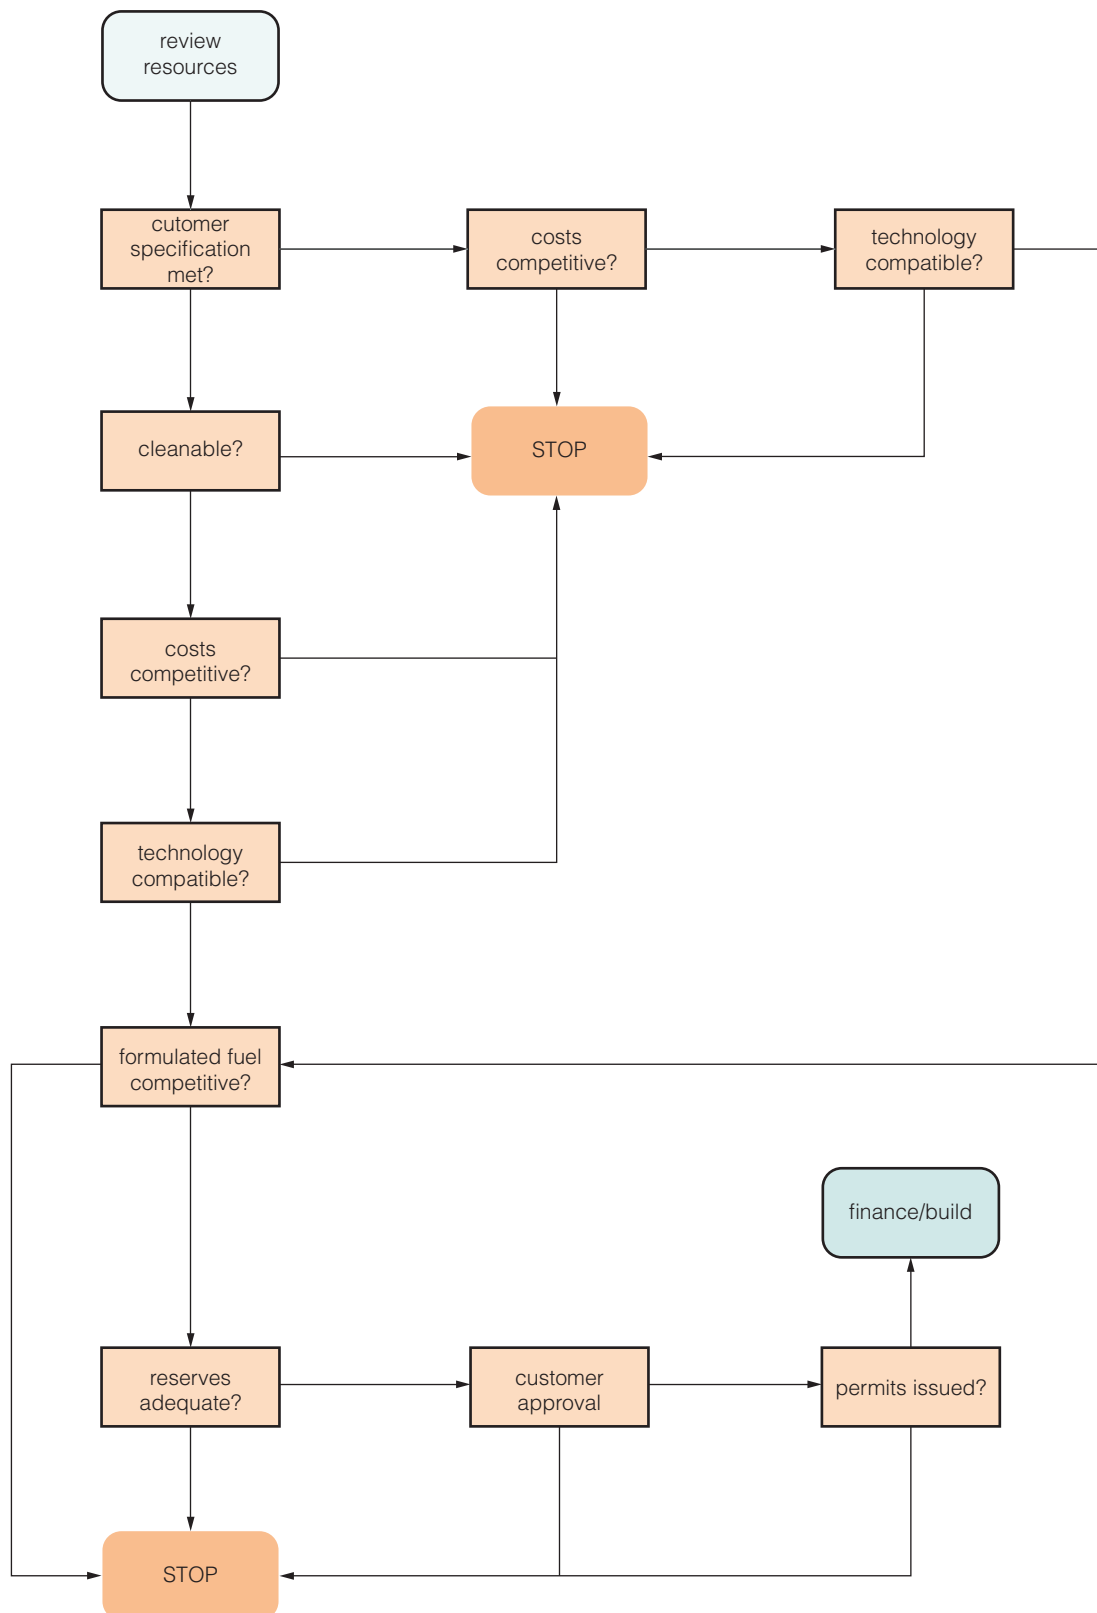 review
resources
cutomer
specification
met?
costs
competitive?
technology
compatible?
cleanable?
STOP
costs
competitive?
technology
compatible?
formulated fuel
competitive?
finance/build
reserves
adequate?
customer
approval
permits issued?
STOP